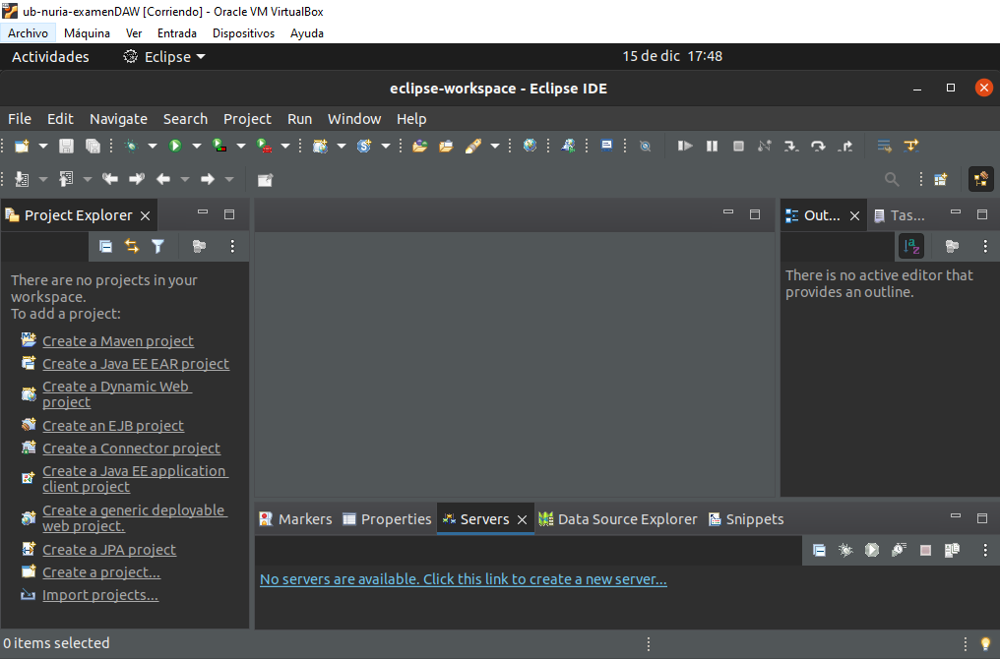 ub-nuria-examenDAW [Corriendo] - Oracle VM VirtualBox
Archivo Máquina Ver Entrada Dispositivos Ayuda
Actividades Eclipse 15 de dic 17:48
eclipse-workspace - Eclipse IDE
File Edit Navigate Search Project Run Window Help
Project Explorer
Out... Tas...
There are no projects in your
workspace.
To add a project:
Create a Maven project
Create a Java EE EAR project
Create a Dynamic Web
project
Create an EJB project
Create a Connector project
Create a Java EE application
client project
Create a generic deployable
web project.
Create a JPA project
Create a project...
Import projects...
There is no active editor that
provides an outline.
Markers Properties Servers Data Source Explorer Snippets
No servers are available. Click this link to create a new server...
0 items selected